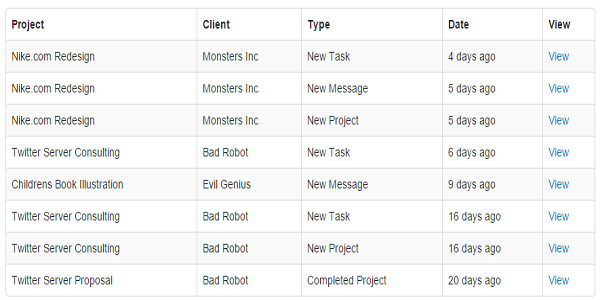 Project Client Type Date View
Nike.com Redesign Monsters Inc New Task 4 days ago View
Nike.com Redesign Monsters Inc New Message 5 days ago View
Nike.com Redesign Monsters Inc New Project 5 days ago View
Twitter Server Consulting Bad Robot New Task 6 days ago View
Childrens Book Illustration Evil Genius New Message 9 days ago View
Twitter Server Consulting Bad Robot New Task 16 days ago View
Twitter Server Consulting Bad Robot New Project 16 days ago View
Twitter Server Proposal Bad Robot Completed Project 20 days ago View